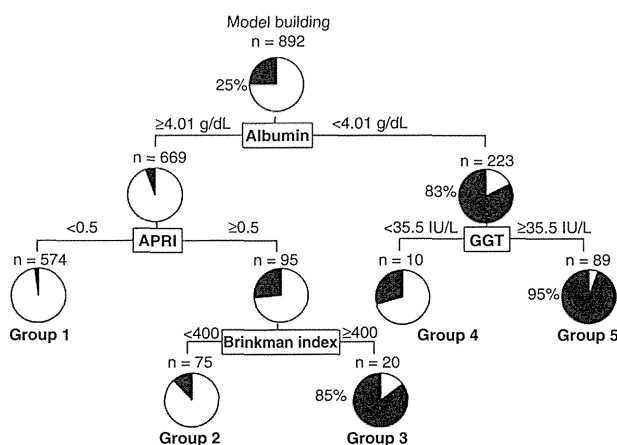 Model building
n = 892
25%
≥4.01 g/dL
<4.01 g/dL
Albumin
n = 669
n = 223
83%
<0.5
≥0.5
<35.5 IU/L
≥35.5 IU/L
APRI
GGT
n = 574
n = 95
n = 10
n = 89
95%
Group 1
Group 4
Group 5
<400
≥400
Brinkman index
n = 75
n = 20
85%
Group 2
Group 3